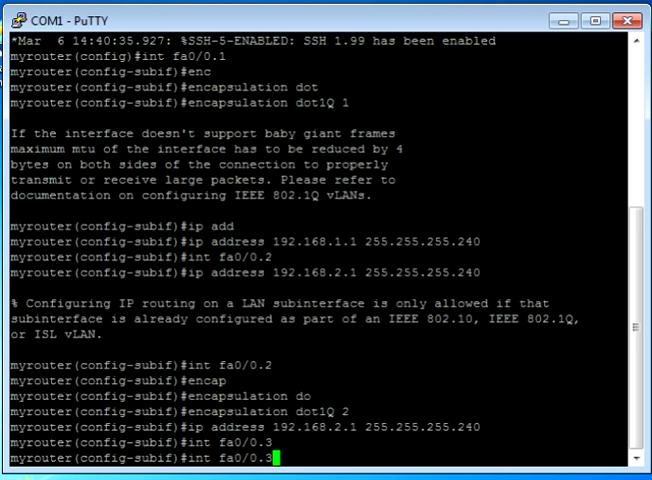 COM1 - PuTTY
*Mar  6 14:40:35.927: %SSH-5-ENABLED: SSH 1.99 has been enabled
myrouter(config)#int fa0/0.1
myrouter(config-subif)#enc
myrouter(config-subif)#encapsulation dot
myrouter(config-subif)#encapsulation dot1Q 1
If the interface doesn't support baby giant frames
maximum mtu of the interface has to be reduced by 4
bytes on both sides of the connection to properly
transmit or receive large packets. Please refer to
documentation on configuring IEEE 802.1Q vLANs.
myrouter(config-subif)#ip add
myrouter(config-subif)#ip address 192.168.1.1 255.255.255.240
myrouter(config-subif)#int fa0/0.2
myrouter(config-subif)#ip address 192.168.2.1 255.255.255.240
% Configuring IP routing on a LAN subinterface is only allowed if that
subinterface is already configured as part of an IEEE 802.10, IEEE 802.1Q,
or ISL vLAN.
myrouter(config-subif)#int fa0/0.2
myrouter(config-subif)#encap
myrouter(config-subif)#encapsulation do
myrouter(config-subif)#encapsulation dot1Q 2
myrouter(config-subif)#ip address 192.168.2.1 255.255.255.240
myrouter(config-subif)#int fa0/0.3
myrouter(config-subif)#int fa0/0.3